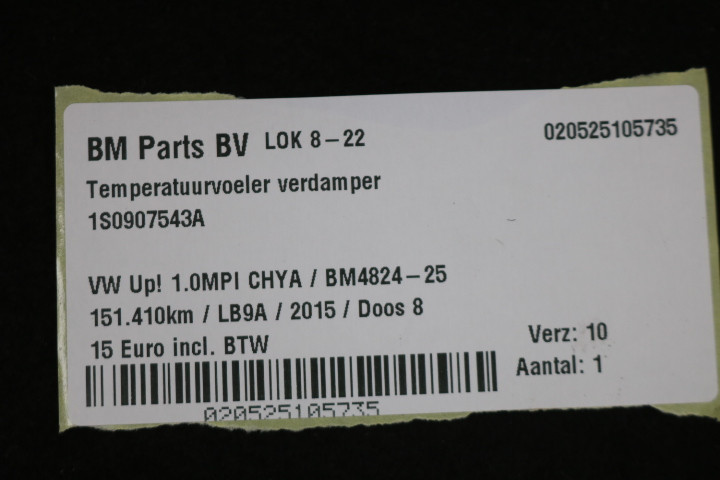 BM Parts BV LOK 8-22 020525105735
Temperatuurvoeler verdamper
1S0907543A
VW Up! 1.0MPI CHYA / BM4824-25
151.410km / LB9A / 2015 / Doos 8
15 Euro incl. BTW Verz: 10
Aantal: 1
020525105735